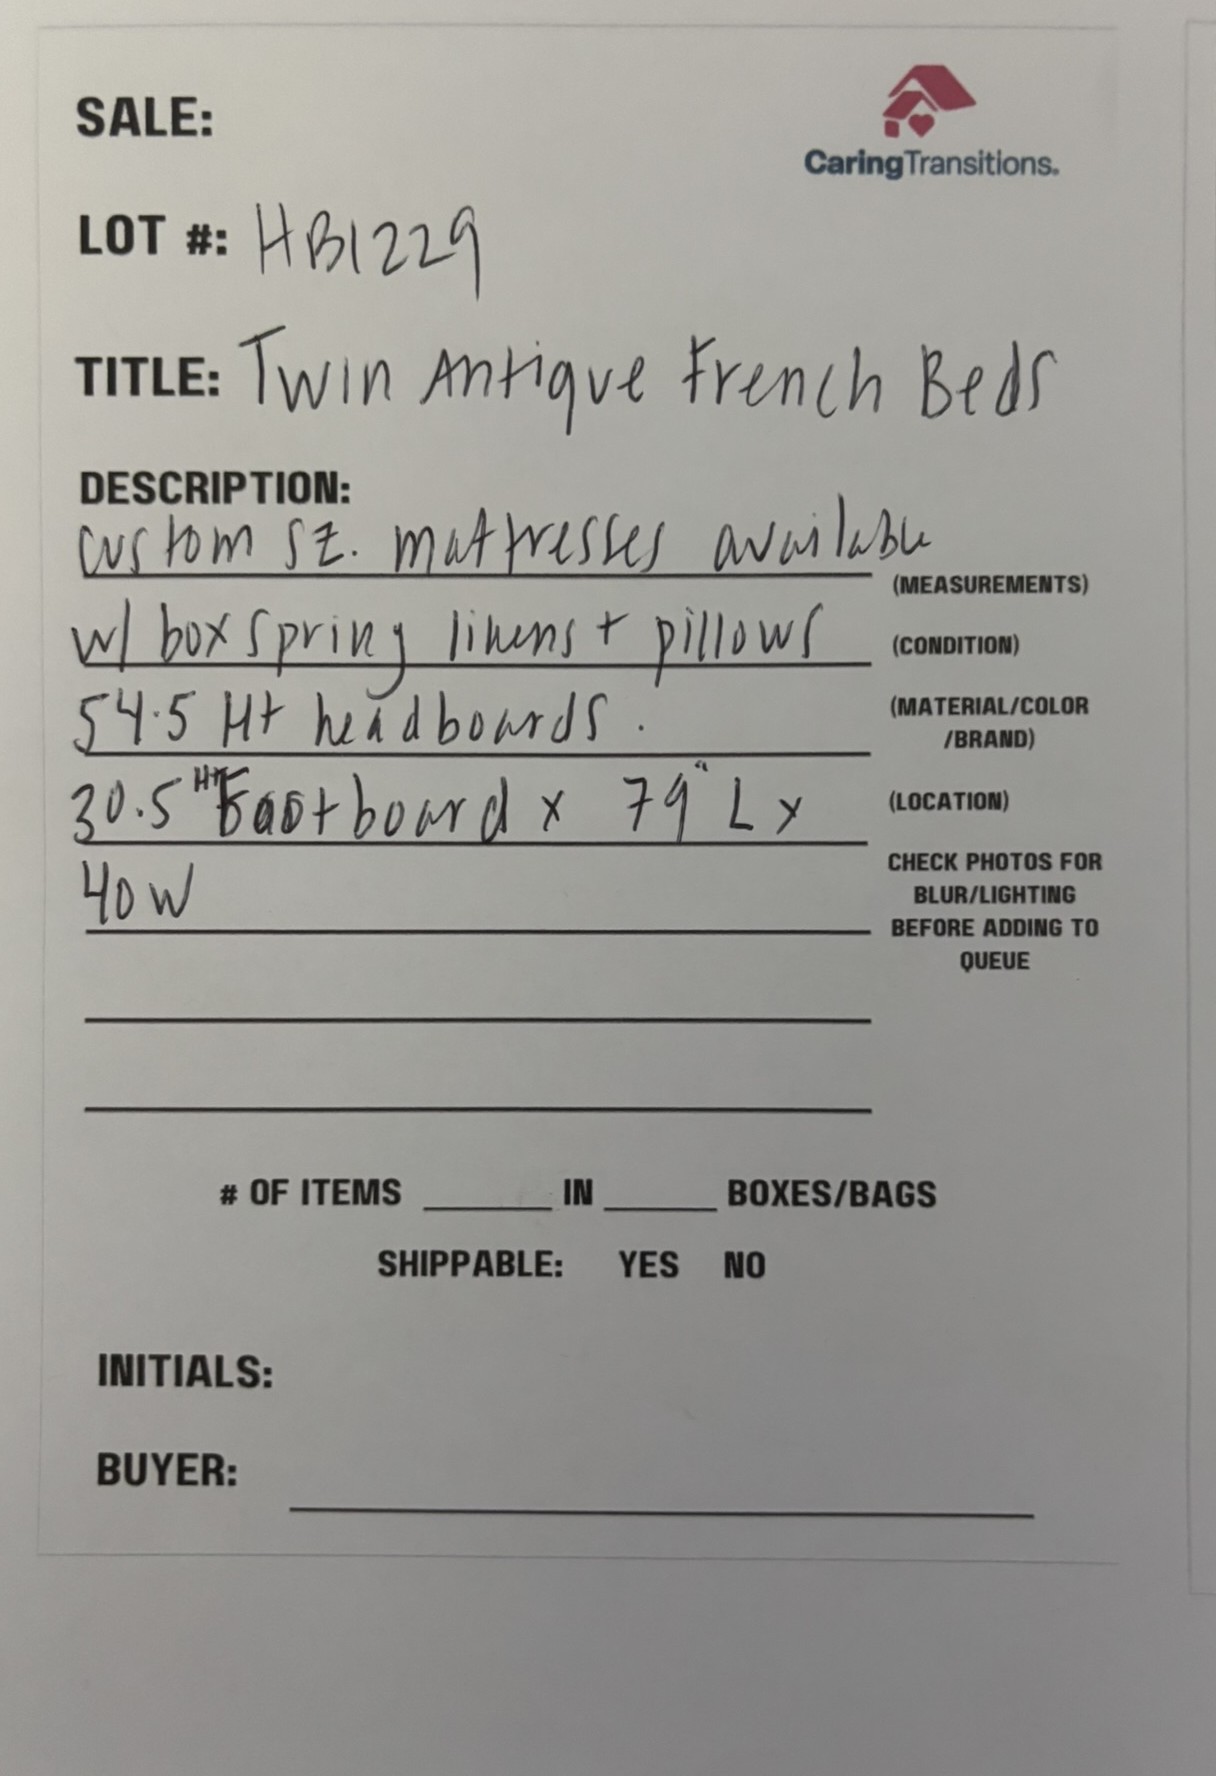 SALE:
CaringTransitions.
LOT #: HB1229
TITLE: Twin Antique French Beds
DESCRIPTION:
custom sz. mattresses available
(MEASUREMENTS)
w/ box spring linens + pillows
(CONDITION)
54.5 Ht headboards.
(MATERIAL/COLOR
/BRAND)
30.5" Ht Footboard x 79" L x
(LOCATION)
40 W
CHECK PHOTOS FOR
BLUR/LIGHTING
BEFORE ADDING TO
QUEUE
# OF ITEMS ______ IN ______ BOXES/BAGS
SHIPPABLE: YES NO
INITIALS:
BUYER: